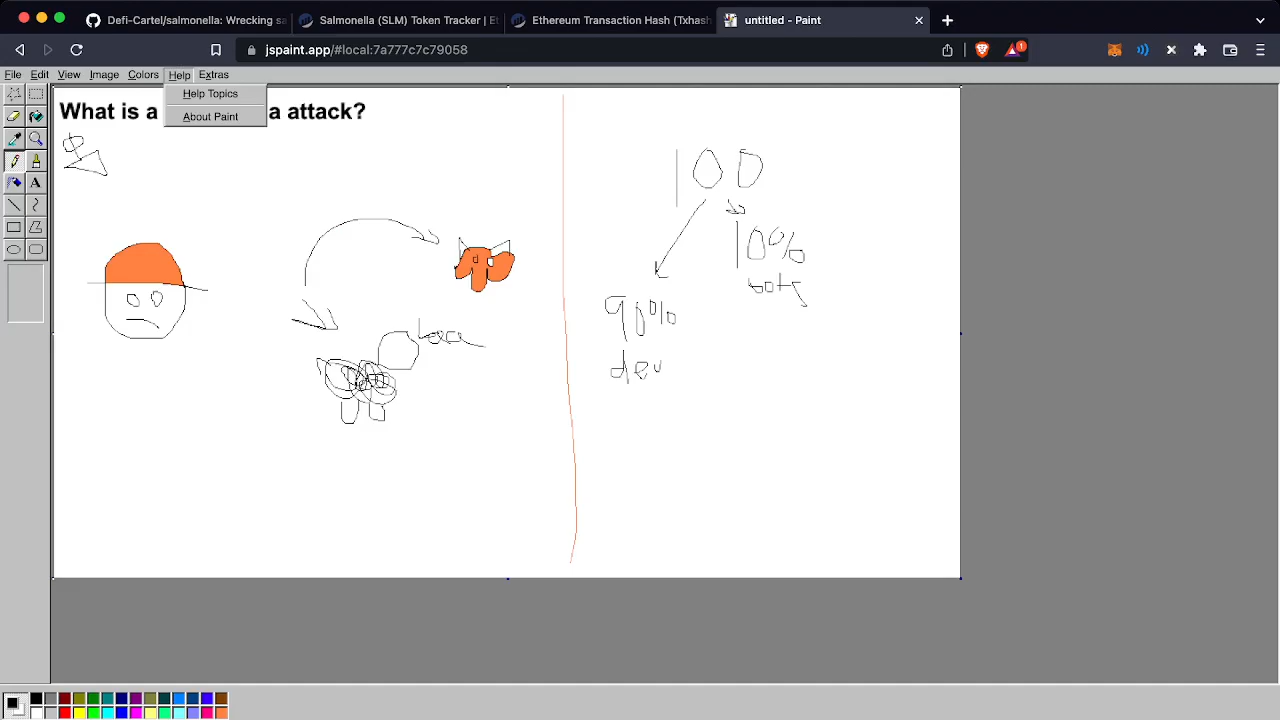 Defi-Cartel/salmonella: Wrecking sa
Salmonella (SLM) Token Tracker | Et
Ethereum Transaction Hash (Txhash
untitled - Paint
jspaint.app/#local:7a777c7c79058
1
File Edit View Image Colors Help Extras
Help Topics
About Paint
What is a
a attack?
100
10%
bots
90%
dev